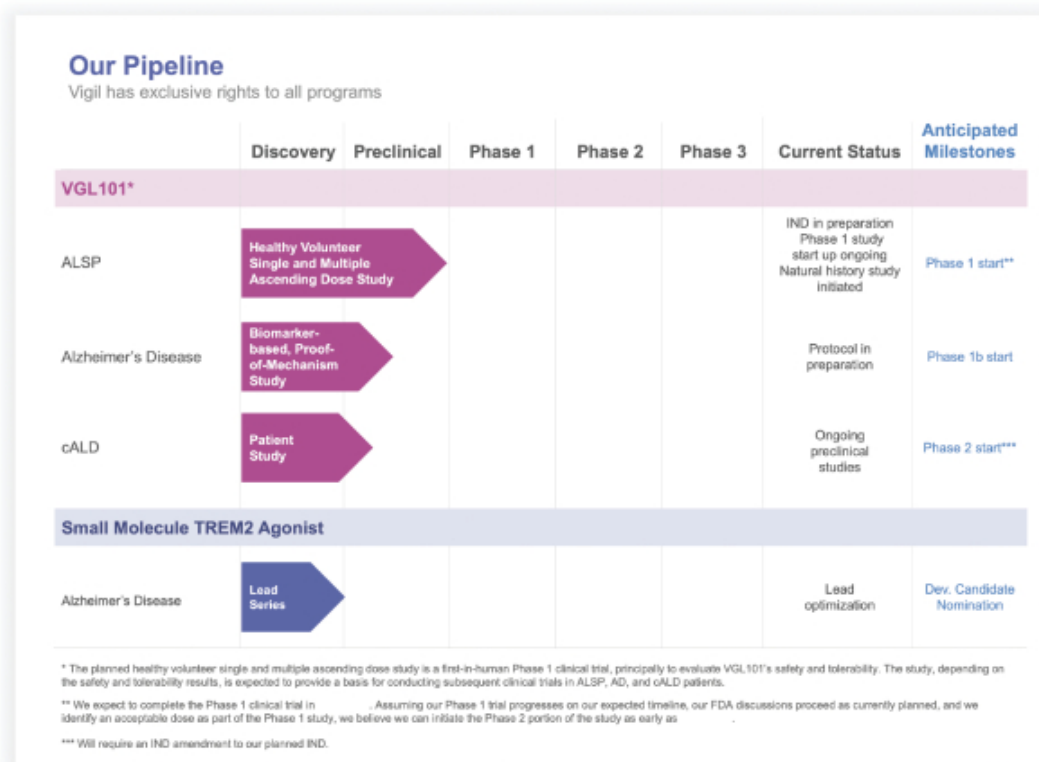 Our Pipeline
Vigil has exclusive rights to all programs
Discovery Preclinical Phase 1 Phase 2 Phase 3 Current Status Anticipated Milestones
VGL101*
ALSP
Healthy Volunteer
Single and Multiple
Ascending Dose Study
IND in preparation
Phase 1 study
start up ongoing
Natural history study
initiated
Phase 1 start**
Alzheimer's Disease
Biomarker-
based, Proof-
of-Mechanism
Study
Protocol in
preparation
Phase 1b start
cALD
Patient
Study
Ongoing
preclinical
studies
Phase 2 start***
Small Molecule TREM2 Agonist
Alzheimer's Disease
Lead
Series
Lead
optimization
Dev. Candidate
Nomination
* The planned healthy volunteer single and multiple ascending dose study is a first-in-human Phase 1 clinical trial, principally to evaluate VGL101's safety and tolerability. The study, depending on
the safety and tolerability results, is expected to provide a basis for conducting subsequent clinical trials in ALSP, AD, and cALD patients.
** We expect to complete the Phase 1 clinical trial in . Assuming our Phase 1 trial progresses on our expected timeline, our FDA discussions proceed as currently planned, and we
identify an acceptable dose as part of the Phase 1 study, we believe we can initiate the Phase 2 portion of the study as early as .
*** Will require an IND amendment to our planned IND.